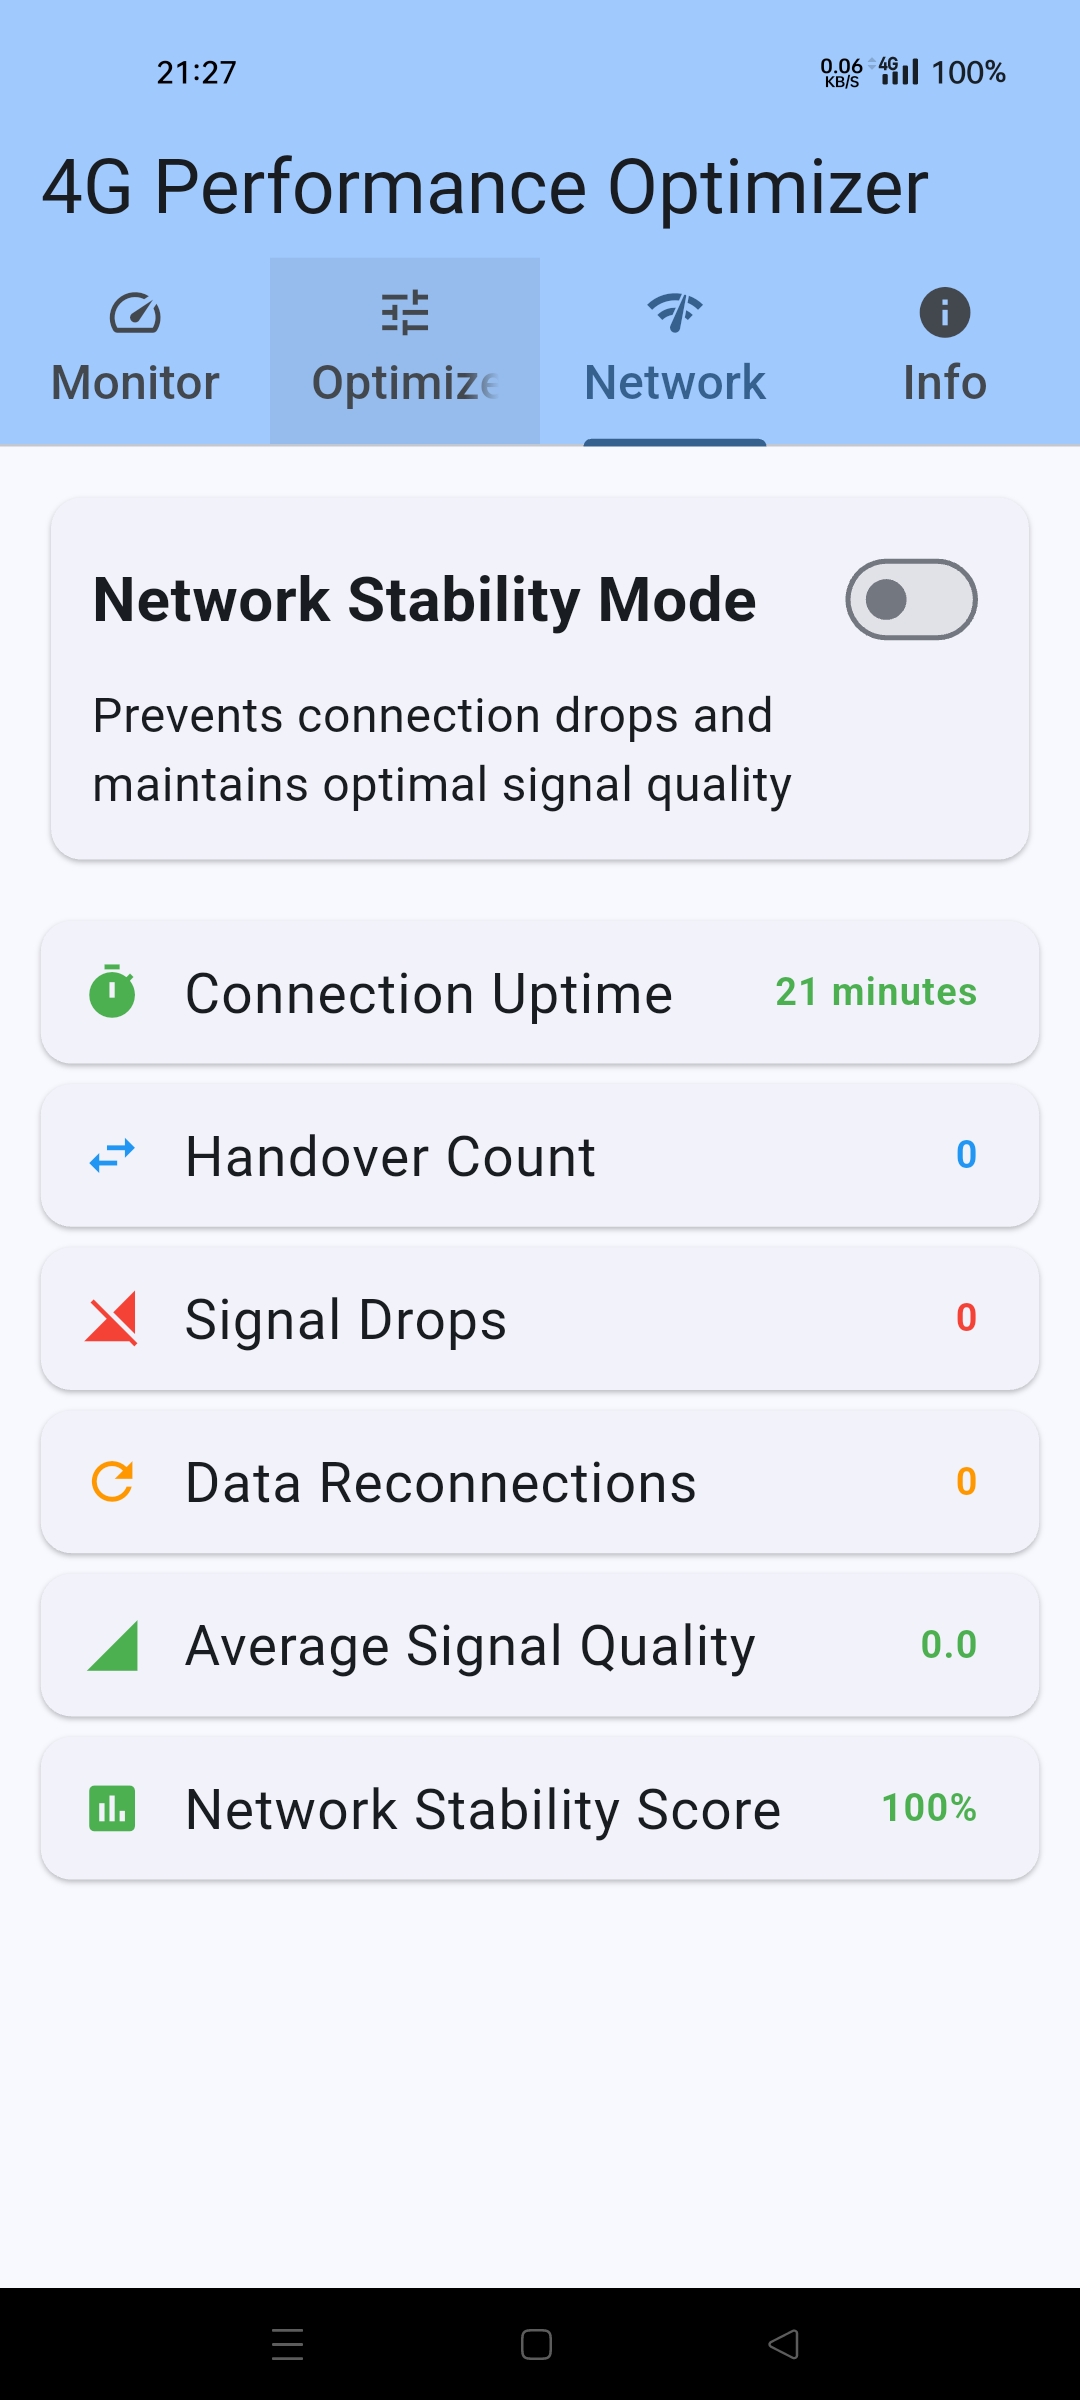 21:27
0.06 KB/S 4G 100%
4G Performance Optimizer
Monitor Optimize Network Info
Network Stability Mode
Prevents connection drops and
maintains optimal signal quality
Connection Uptime 21 minutes
Handover Count 0
Signal Drops 0
Data Reconnections 0
Average Signal Quality 0.0
Network Stability Score 100%